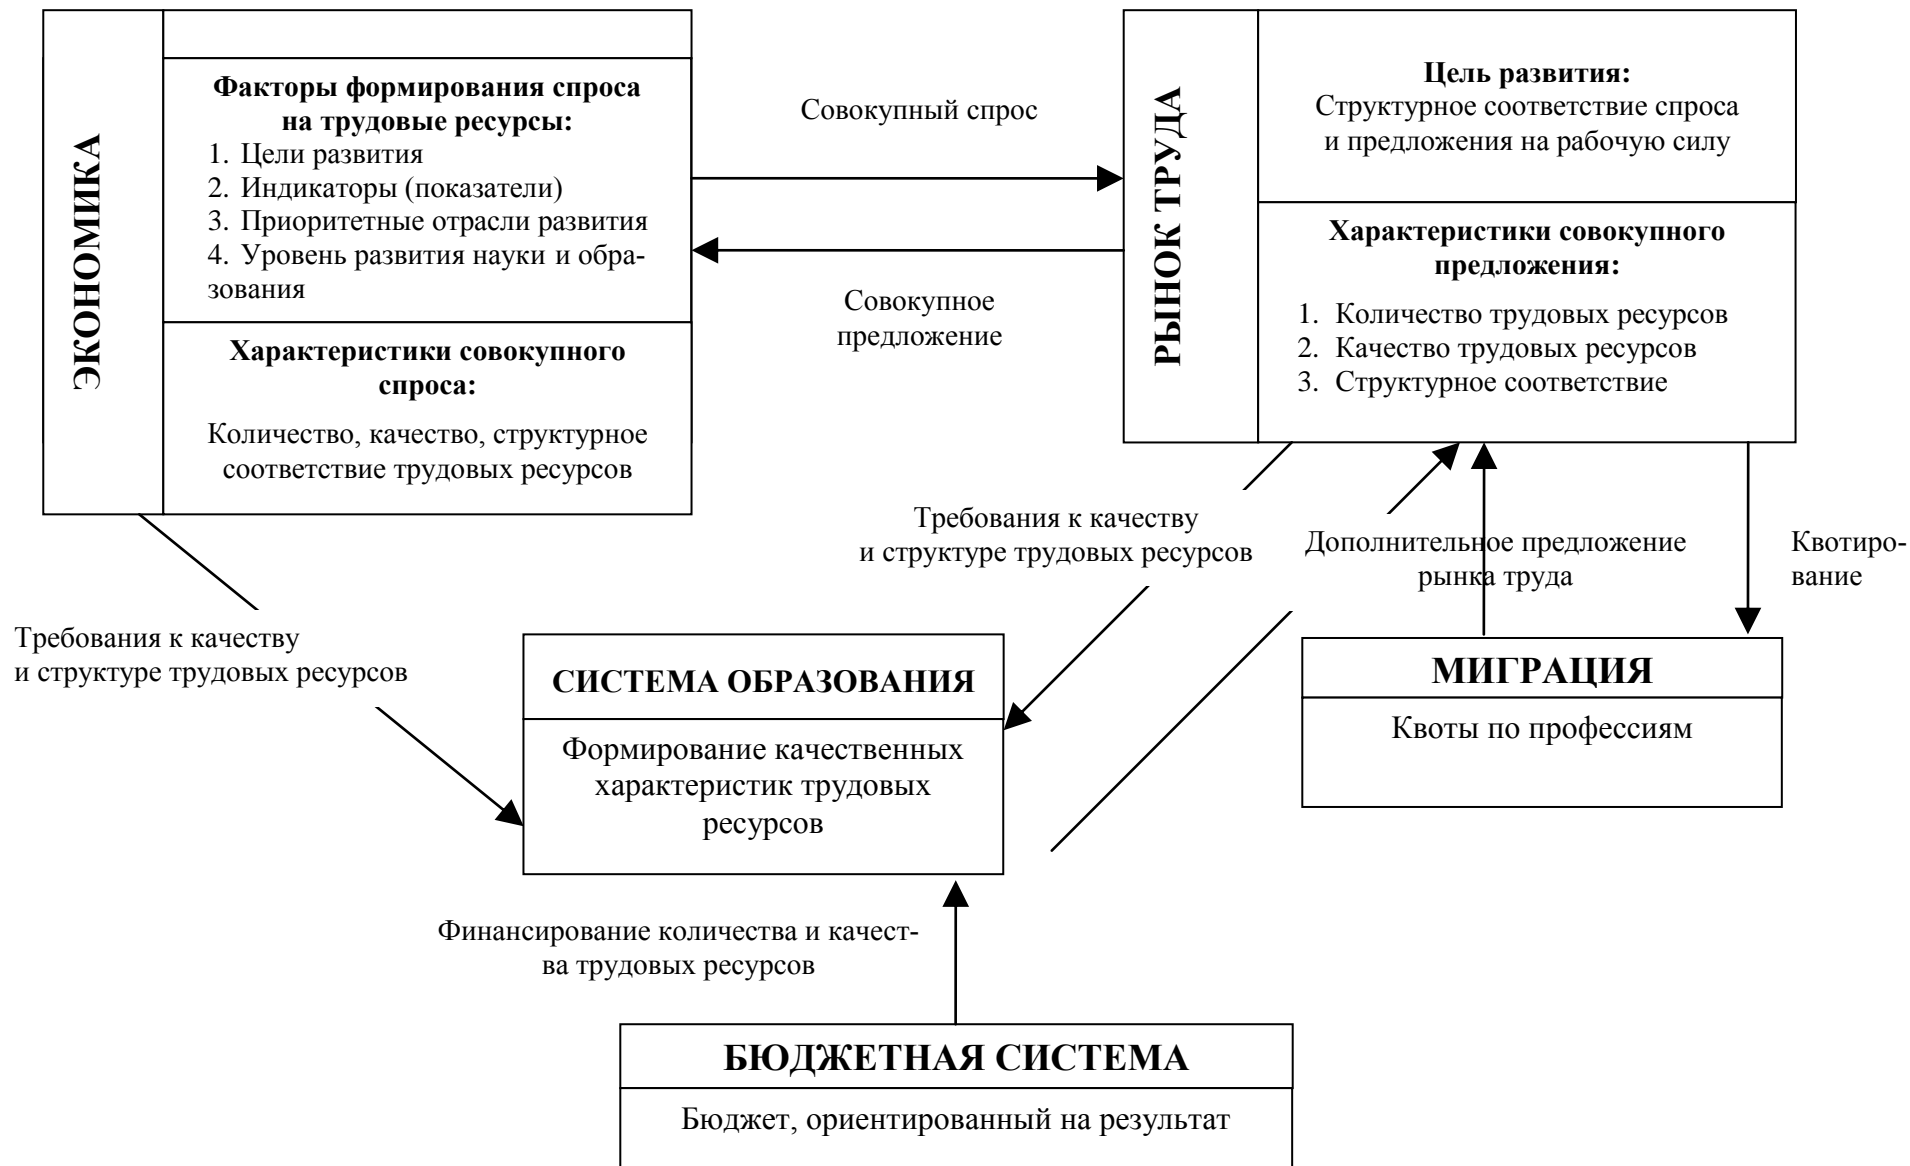 ЭКОНОМИКА
Факторы формирования спроса
на трудовые ресурсы:
1. Цели развития
2. Индикаторы (показатели)
3. Приоритетные отрасли развития
4. Уровень развития науки и обра-
зования
Характеристики совокупного
спроса:
Количество, качество, структурное
соответствие трудовых ресурсов
Совокупный спрос
Совокупное
предложение
РЫНОК ТРУДА
Цель развития:
Структурное соответствие спроса
и предложения на рабочую силу
Характеристики совокупного
предложения:
1. Количество трудовых ресурсов
2. Качество трудовых ресурсов
3. Структурное соответствие
Требования к качеству
и структуре трудовых ресурсов
Дополнительное предложение
рынка труда
Квотиро-
вание
Требования к качеству
и структуре трудовых ресурсов
СИСТЕМА ОБРАЗОВАНИЯ
Формирование качественных
характеристик трудовых
ресурсов
МИГРАЦИЯ
Квоты по профессиям
Финансирование количества и качест-
ва трудовых ресурсов
БЮДЖЕТНАЯ СИСТЕМА
Бюджет, ориентированный на результат